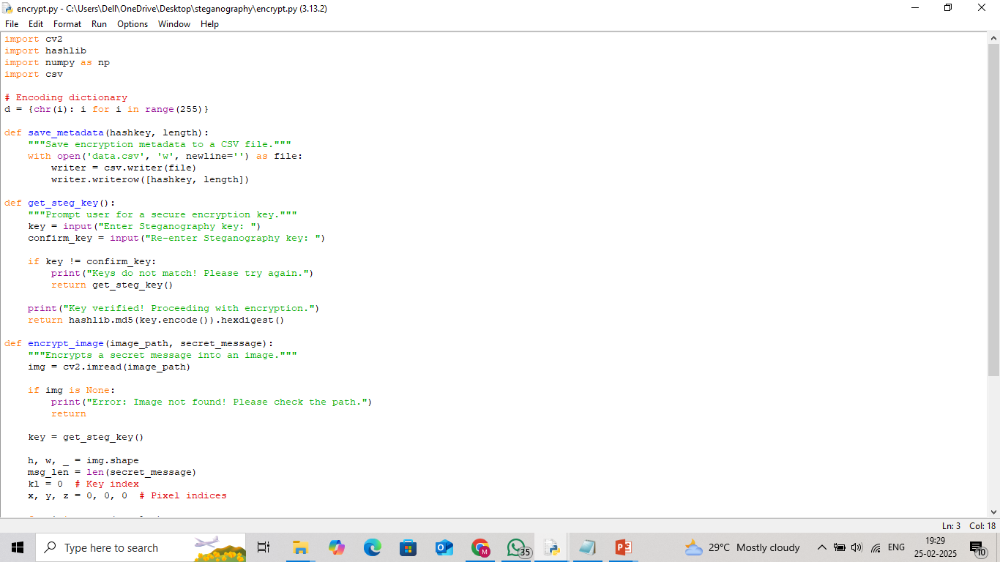 encrypt.py - C:\Users\Dell\OneDrive\Desktop\steganography\encrypt.py (3.13.2)
File Edit Format Run Options Window Help
import cv2
import hashlib
import numpy as np
import csv
# Encoding dictionary
d = {chr(i): i for i in range(255)}
def save_metadata(hashkey, length):
    """Save encryption metadata to a CSV file."""
    with open('data.csv', 'w', newline='') as file:
        writer = csv.writer(file)
        writer.writerow([hashkey, length])
def get_steg_key():
    """Prompt user for a secure encryption key."""
    key = input("Enter Steganography key: ")
    confirm_key = input("Re-enter Steganography key: ")
    if key != confirm_key:
        print("Keys do not match! Please try again.")
        return get_steg_key()
    print("Key verified! Proceeding with encryption.")
    return hashlib.md5(key.encode()).hexdigest()
def encrypt_image(image_path, secret_message):
    """Encrypts a secret message into an image."""
    img = cv2.imread(image_path)
    if img is None:
        print("Error: Image not found! Please check the path.")
        return
    key = get_steg_key()
    h, w, _ = img.shape
    msg_len = len(secret_message)
    kl = 0  # Key index
    x, y, z = 0, 0, 0  # Pixel indices
Ln: 3 Col: 18
Type here to search
35
29°C Mostly cloudy
ENG
19:29
25-02-2025
10